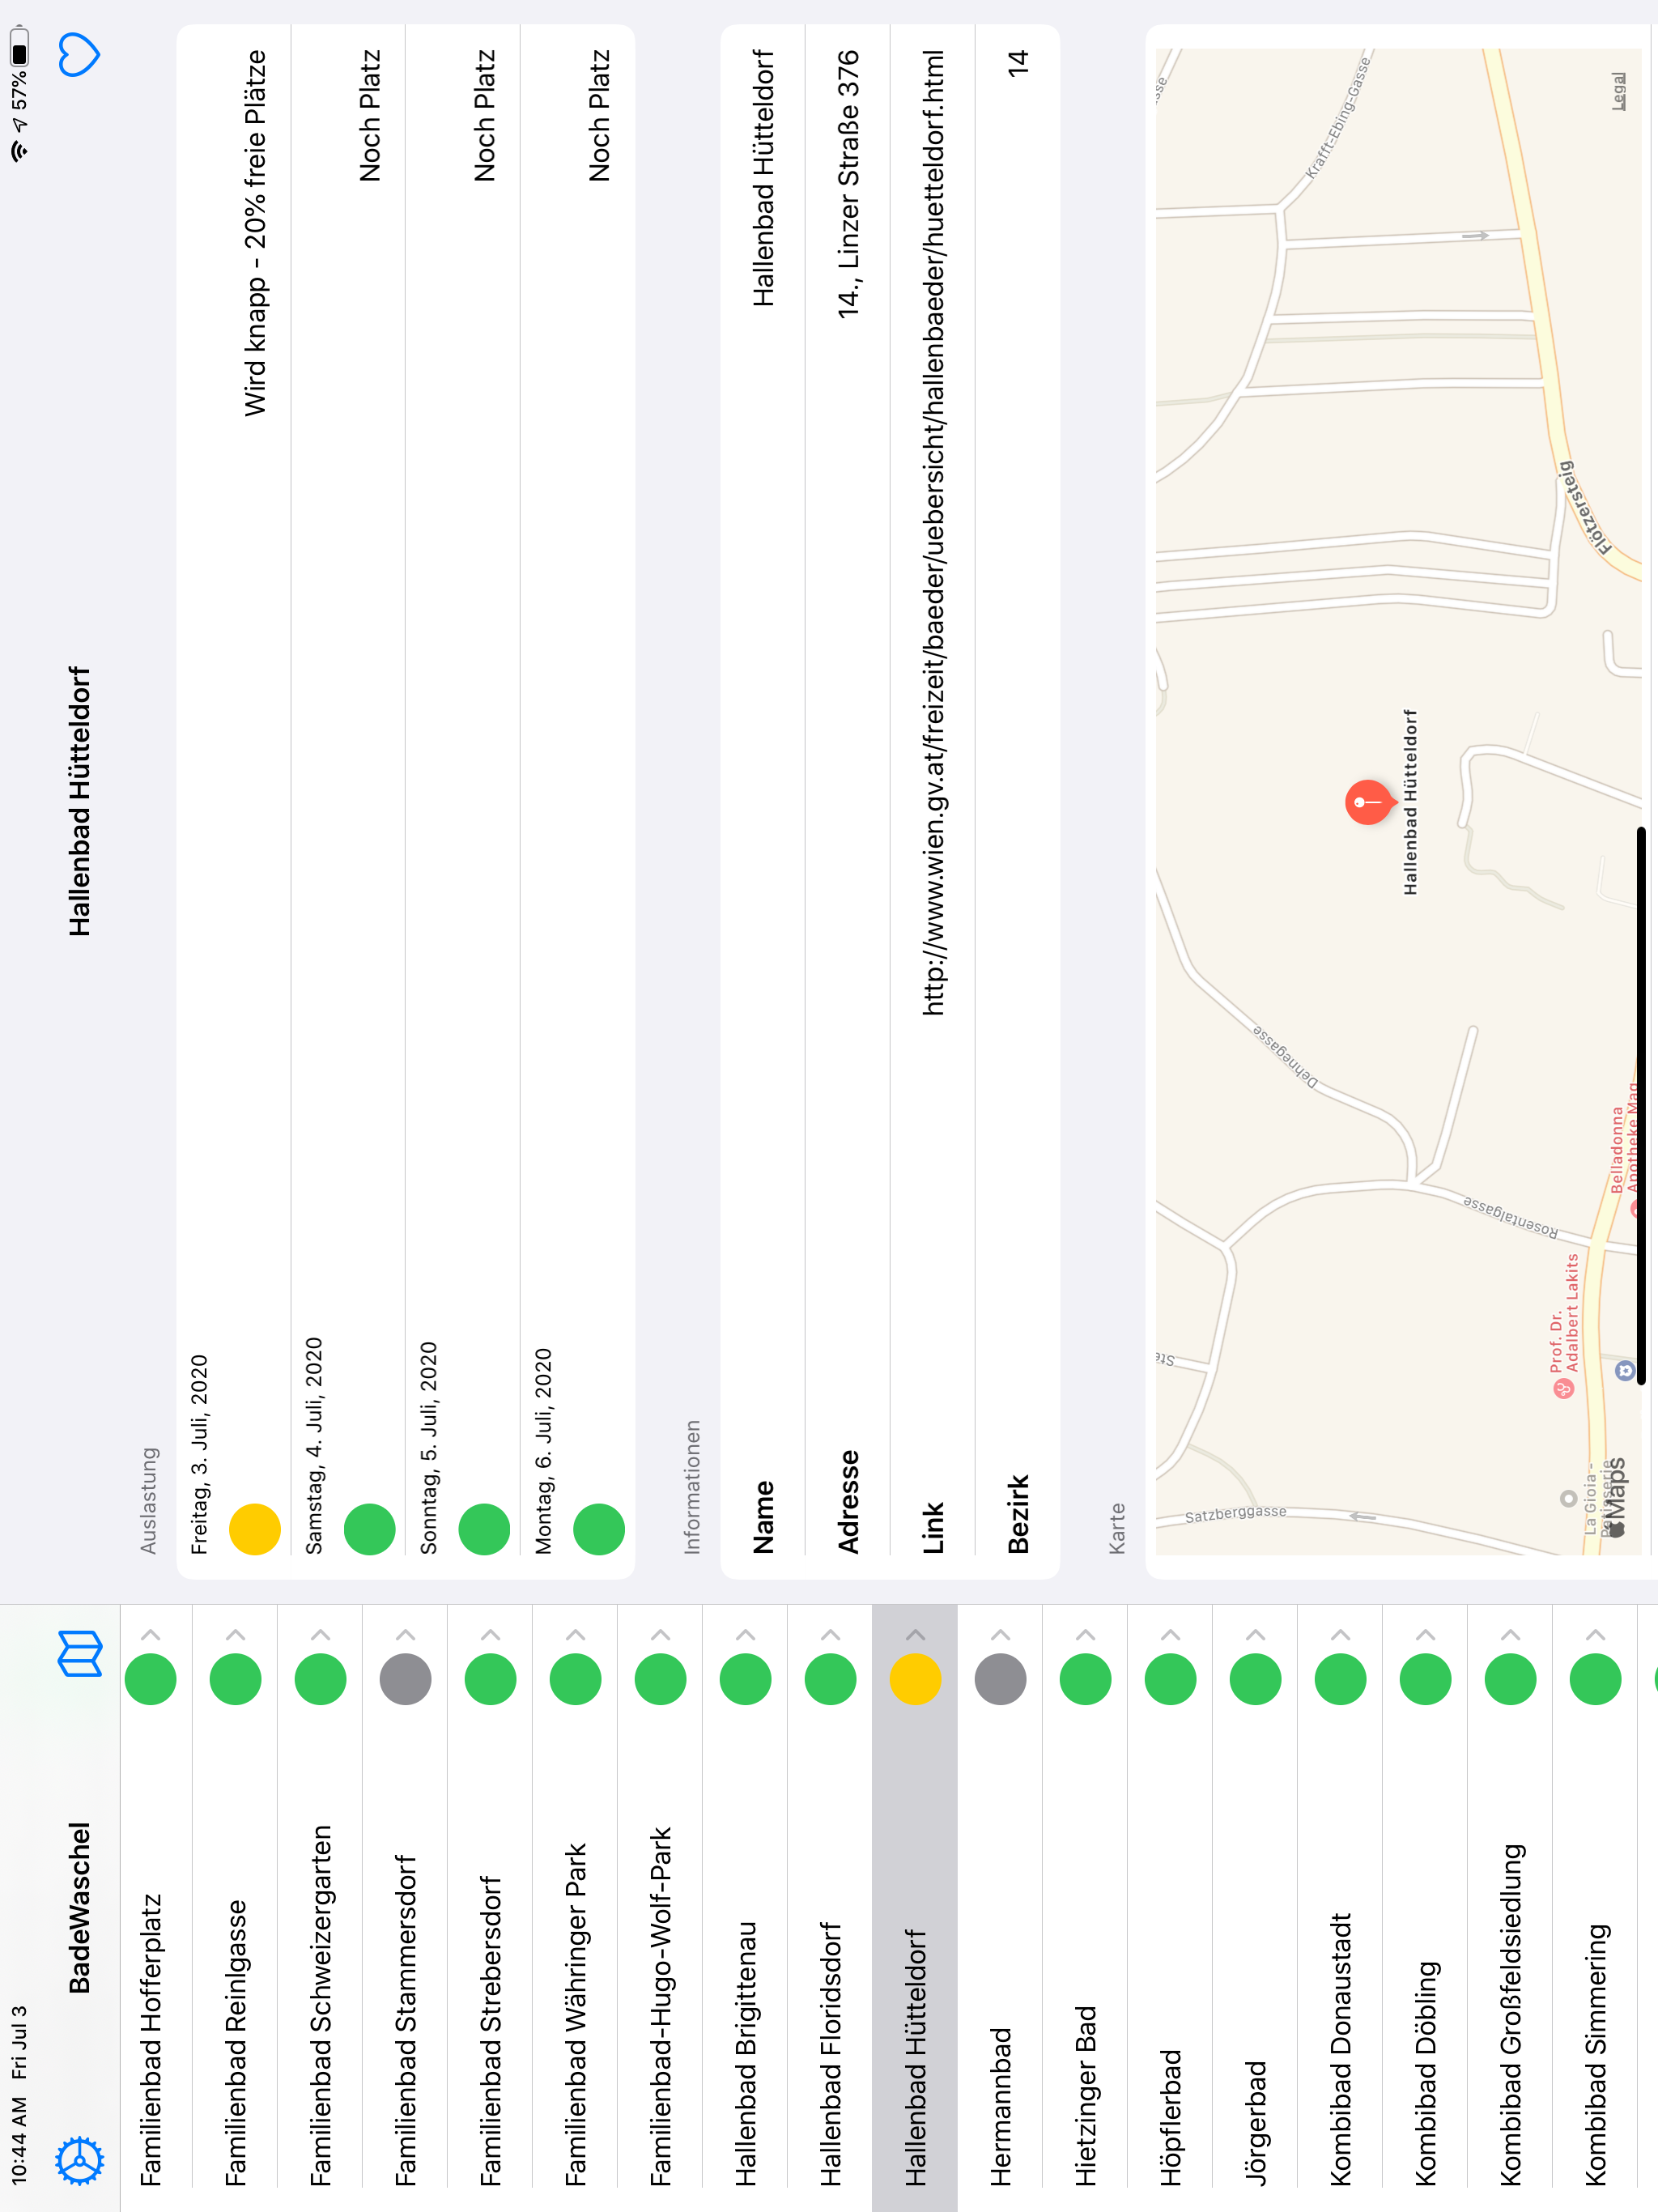 10:44 AM Fri Jul 3
57%
BadeWaschel
Familienbad Hofferplatz
Familienbad Reinlgasse
Familienbad Schweizergarten
Familienbad Stammersdorf
Familienbad Strebersdorf
Familienbad Währinger Park
Familienbad-Hugo-Wolf-Park
Hallenbad Brigittenau
Hallenbad Floridsdorf
Hallenbad Hütteldorf
Hermannbad
Hietzinger Bad
Höpflerbad
Jörgerbad
Kombibad Donaustadt
Kombibad Döbling
Kombibad Großfeldsiedlung
Kombibad Simmering
Hallenbad Hütteldorf
Auslastung
Freitag, 3. Juli, 2020
Wird knapp - 20% freie Plätze
Samstag, 4. Juli, 2020
Noch Platz
Sonntag, 5. Juli, 2020
Noch Platz
Montag, 6. Juli, 2020
Noch Platz
Informationen
Name Hallenbad Hütteldorf
Adresse 14., Linzer Straße 376
Link http://www.wien.gv.at/freizeit/baeder/uebersicht/hallenbaeder/huetteldorf.html
Bezirk 14
Karte
Krafft-Ebing-Gasse
Satzberggasse
Dehnegasse
Hallenbad Hütteldorf
Rosentalgasse
Flötzersteig
Prof. Dr.
Adalbert Lakits
Belladonna
Apotheke Mag
La Gioia -
Maps
Legal